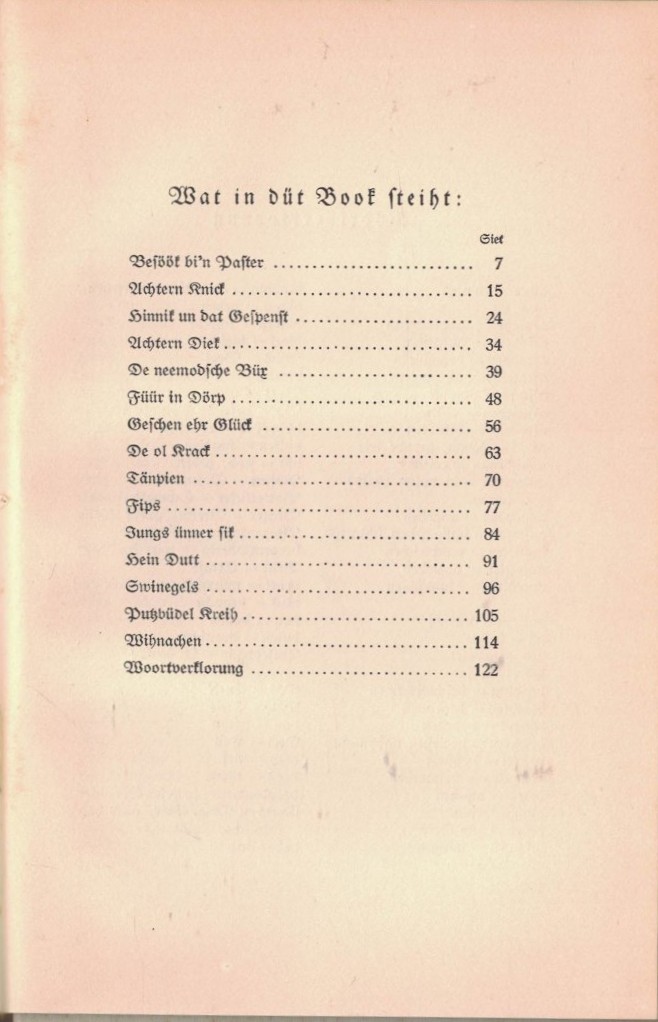 Wat in düt Book steiht:
Siet
Besöök bi'n Paster ........................ 7
Achtern Knick ............................. 15
Hinnik un dat Gespenst ..................... 24
Achtern Diek .............................. 34
De neemodsche Büx ........................ 39
Füür in Dörp .............................. 48
Geschen ehr Glück ......................... 56
De ol Krack ............................... 63
Tänpien .................................. 70
Fips ..................................... 77
Jungs ünner sik ............................ 84
Hein Dutt ................................ 91
Swinegels ................................ 96
Putzbüdel Kreih ........................... 105
Wihnachen ................................ 114
Woortverklorung .......................... 122